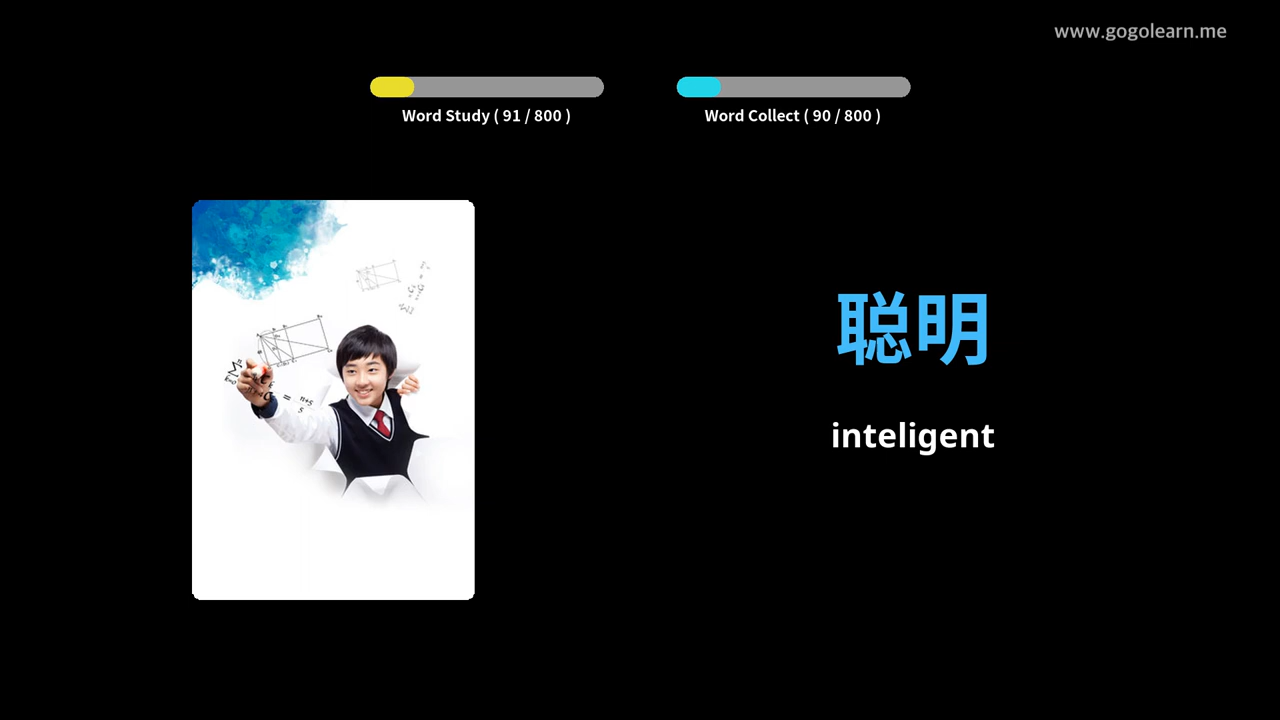 www.gogolearn.me
Word Study ( 91 / 800 )
Word Collect ( 90 / 800 )
聪明
inteligent